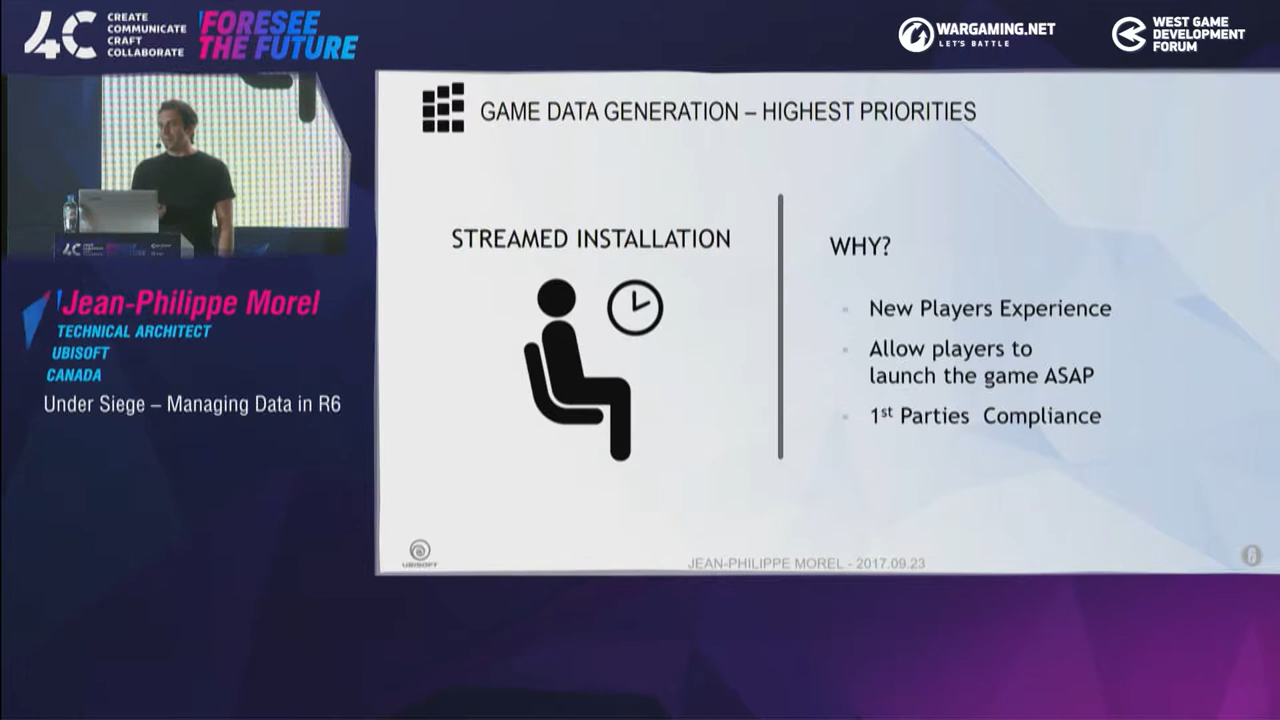 4C
CREATE
COMMUNICATE
CRAFT
COLLABORATE
FORESEE
THE FUTURE
WARGAMING.NET
LET'S BATTLE
WEST GAME
DEVELOPMENT
FORUM
GAME DATA GENERATION – HIGHEST PRIORITIES
STREAMED INSTALLATION
WHY?
- New Players Experience
- Allow players to
launch the game ASAP
- 1st Parties Compliance
UBISOFT
JEAN-PHILIPPE MOREL - 2017.09.23
6
4C
Jean-Philippe Morel
TECHNICAL ARCHITECT
UBISOFT
CANADA
Under Siege – Managing Data in R6